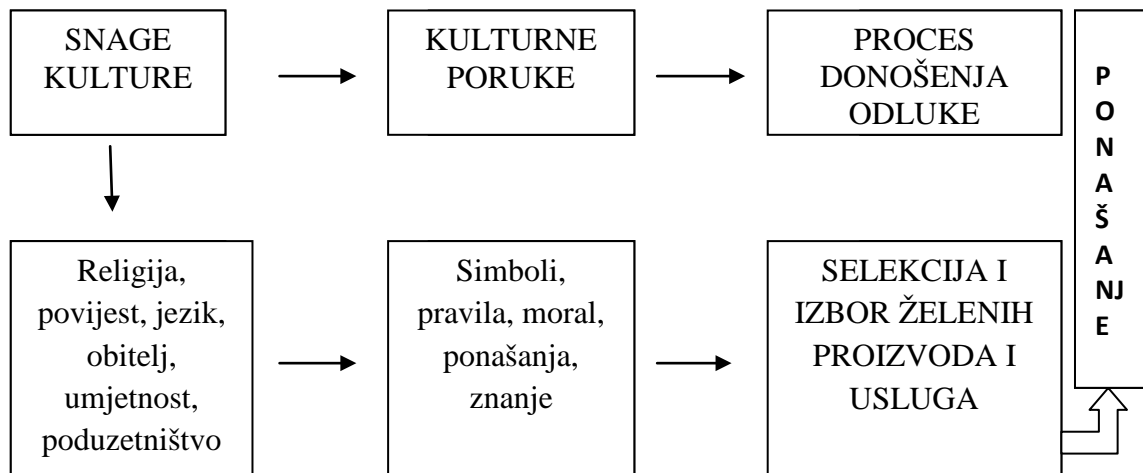 SNAGE
KULTURE
KULTURNE
PORUKE
PROCES
DONOŠENJA
ODLUKE
P
O
N
A
Š
A
NJ
E
Religija,
povijest, jezik,
obitelj,
umjetnost,
poduzetništvo
Simboli,
pravila, moral,
ponašanja,
znanje
SELEKCIJA I
IZBOR ŽELENIH
PROIZVODA I
USLUGA